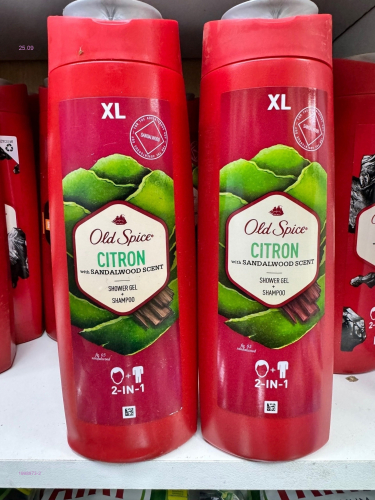 25.09
XL
Old Spice
CITRON
with SANDALWOOD SCENT
SHOWER GEL
+
SHAMPOO
+
2-IN-1
XL
Old Spice
CITRON
with SANDALWOOD SCENT
SHOWER GEL
+
SHAMPOO
+
2-IN-1